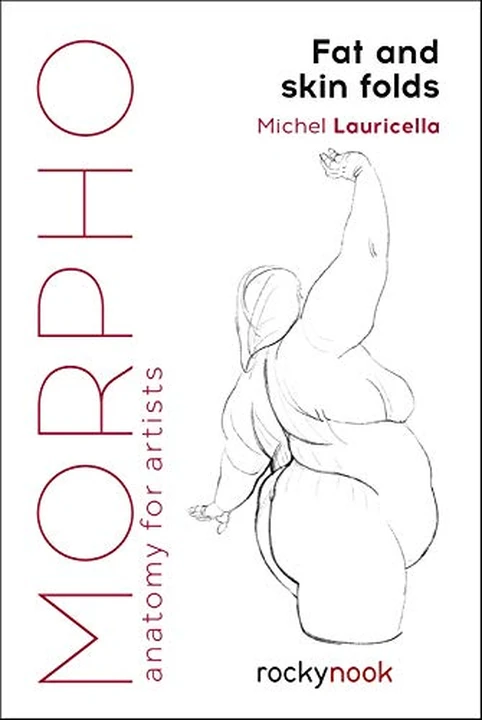 Fat and
skin folds
Michel Lauricella
MORPHO
anatomy for artists
rockynook